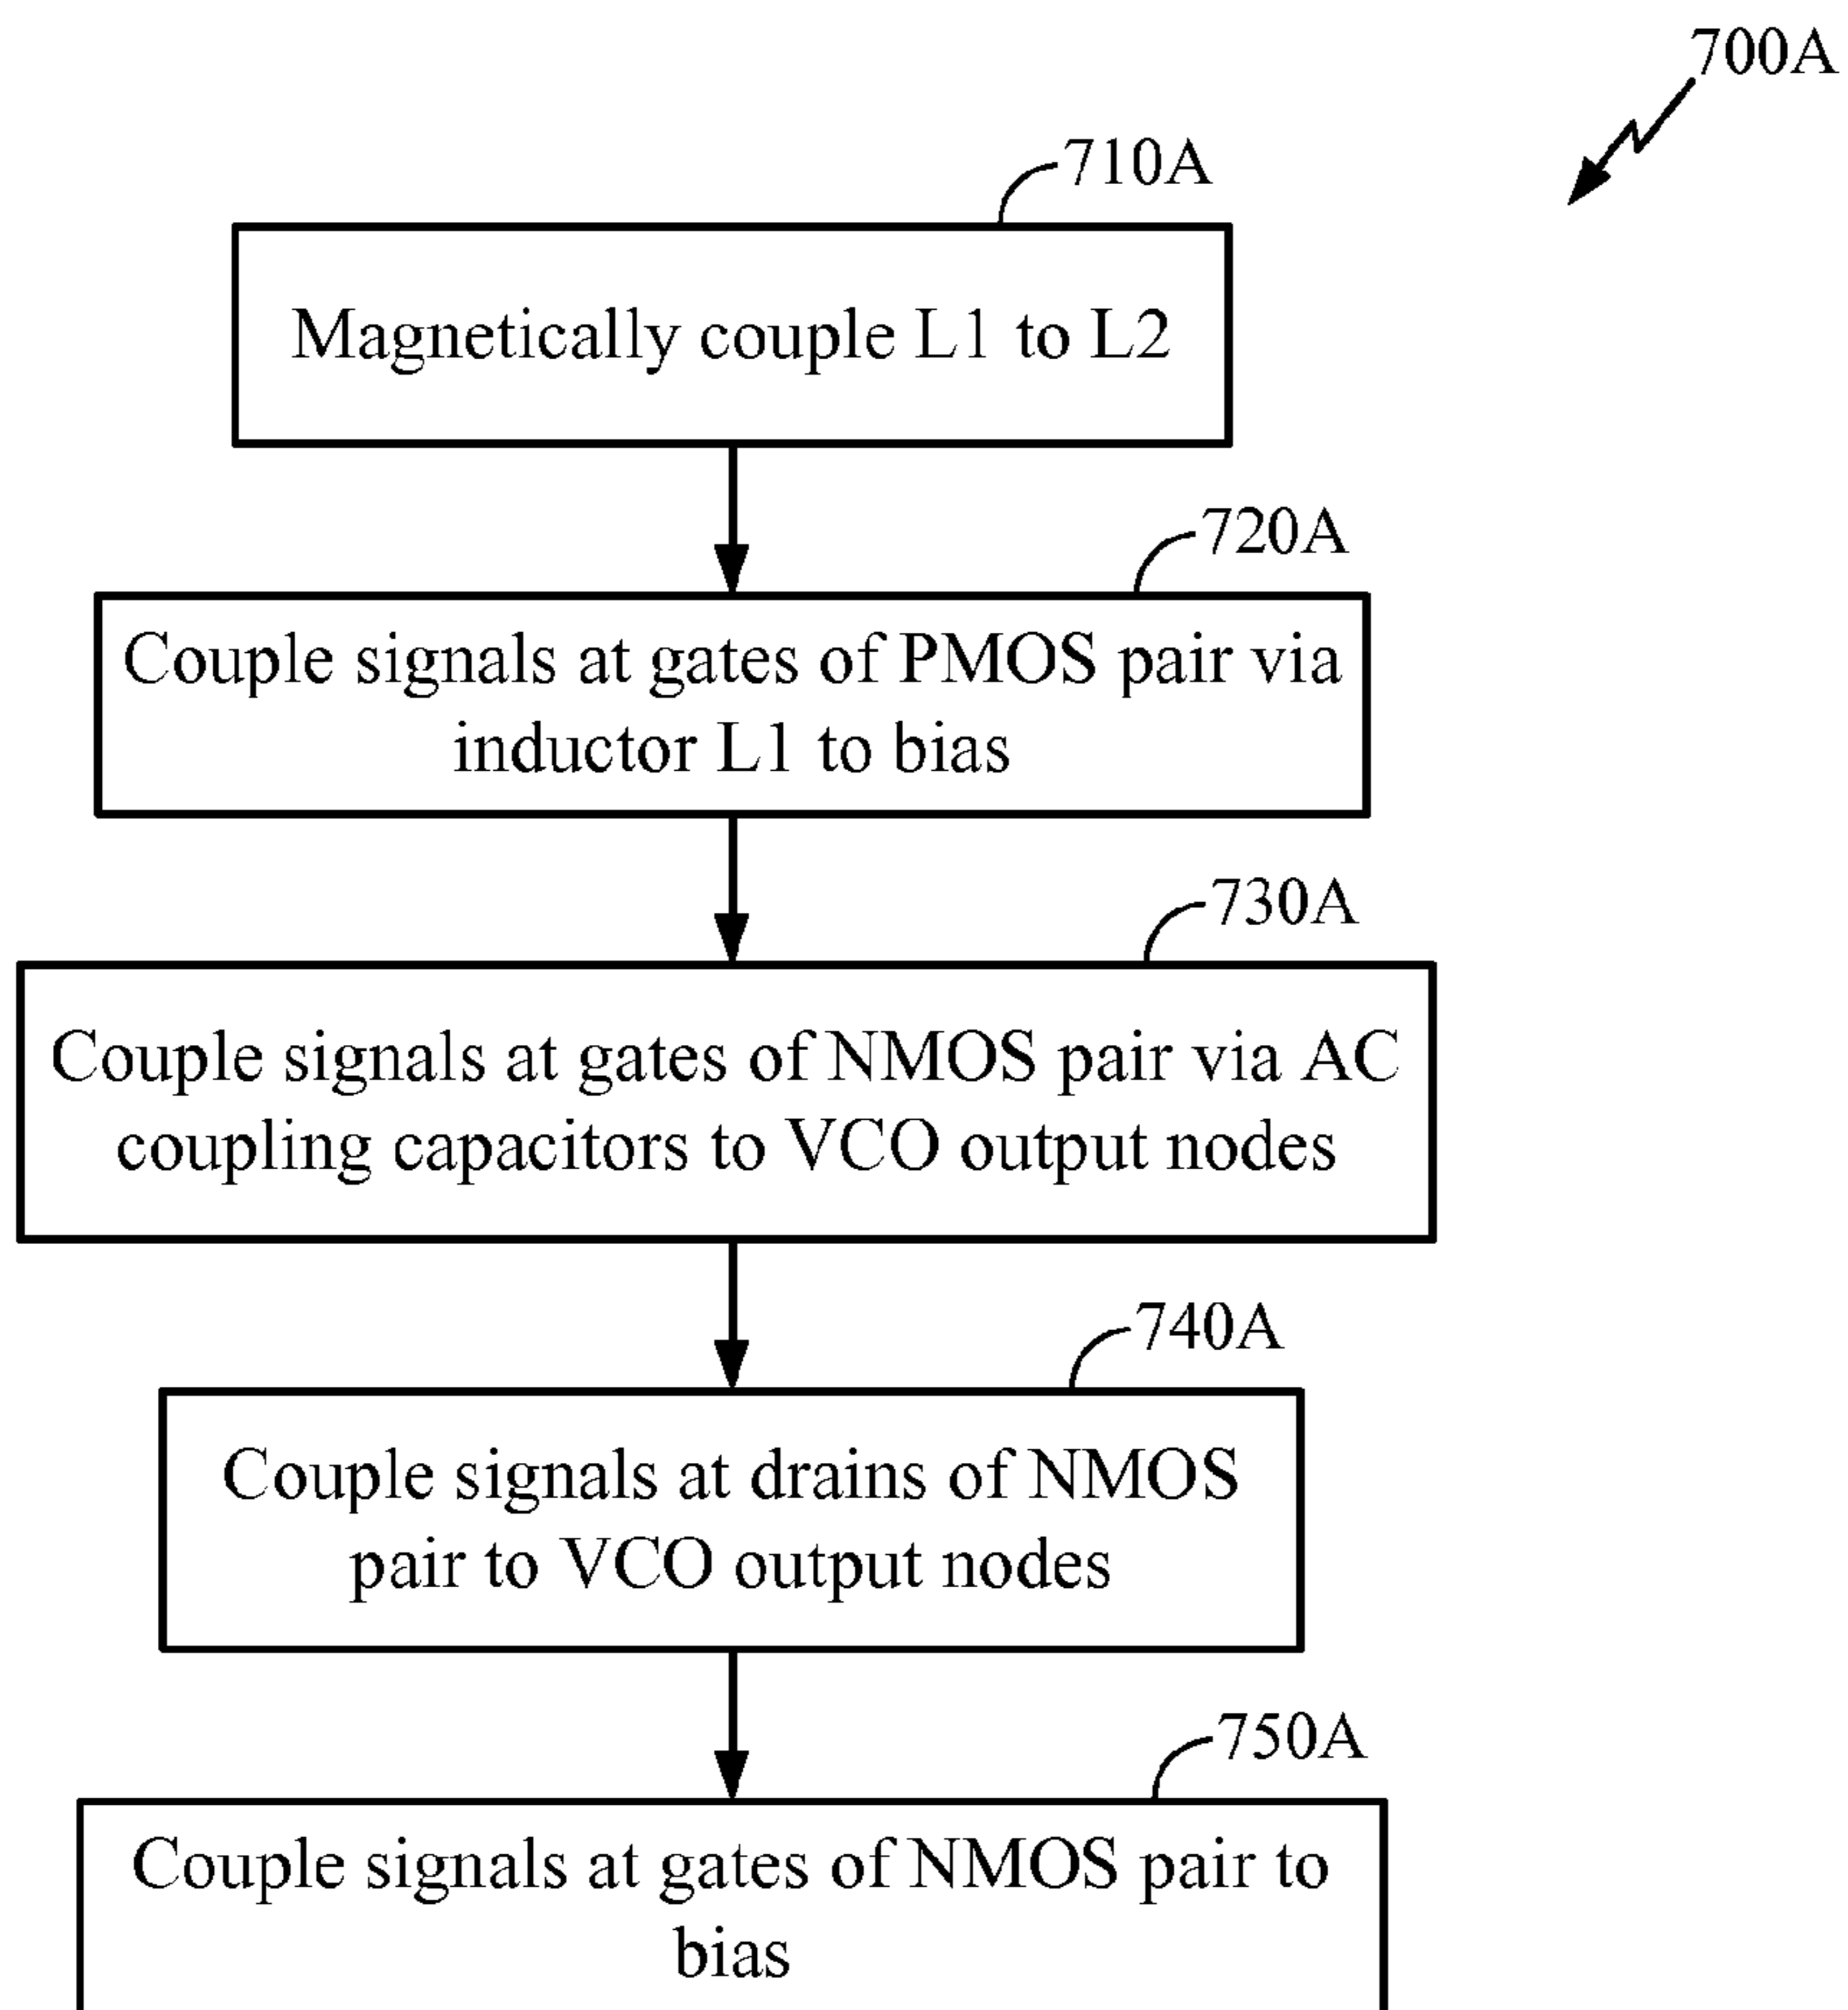 700A
710A
Magnetically couple L1 to L2
720A
Couple signals at gates of PMOS pair via
inductor L1 to bias
730A
Couple signals at gates of NMOS pair via AC
coupling capacitors to VCO output nodes
740A
Couple signals at drains of NMOS
pair to VCO output nodes
750A
Couple signals at gates of NMOS pair to
bias